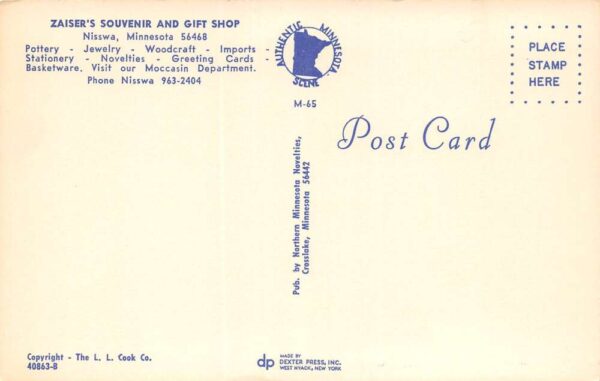 ZAISER'S SOUVENIR AND GIFT SHOP
Nisswa, Minnesota 56468
Pottery - Jewelry - Woodcraft - Imports -
Stationery - Novelties - Greeting Cards -
Basketware. Visit our Moccasin Department.
Phone Nisswa 963-2404
AUTHENTIC MINNESOTA
SCENE
M-65
PLACE
STAMP
HERE
Post Card
Pub. by Northern Minnesota Novelties,
Crosslake, Minnesota 56442
Copyright - The L. L. Cook Co.
40863-B
dp
MADE BY
DEXTER PRESS, INC.
WEST NYACK, NEW YORK